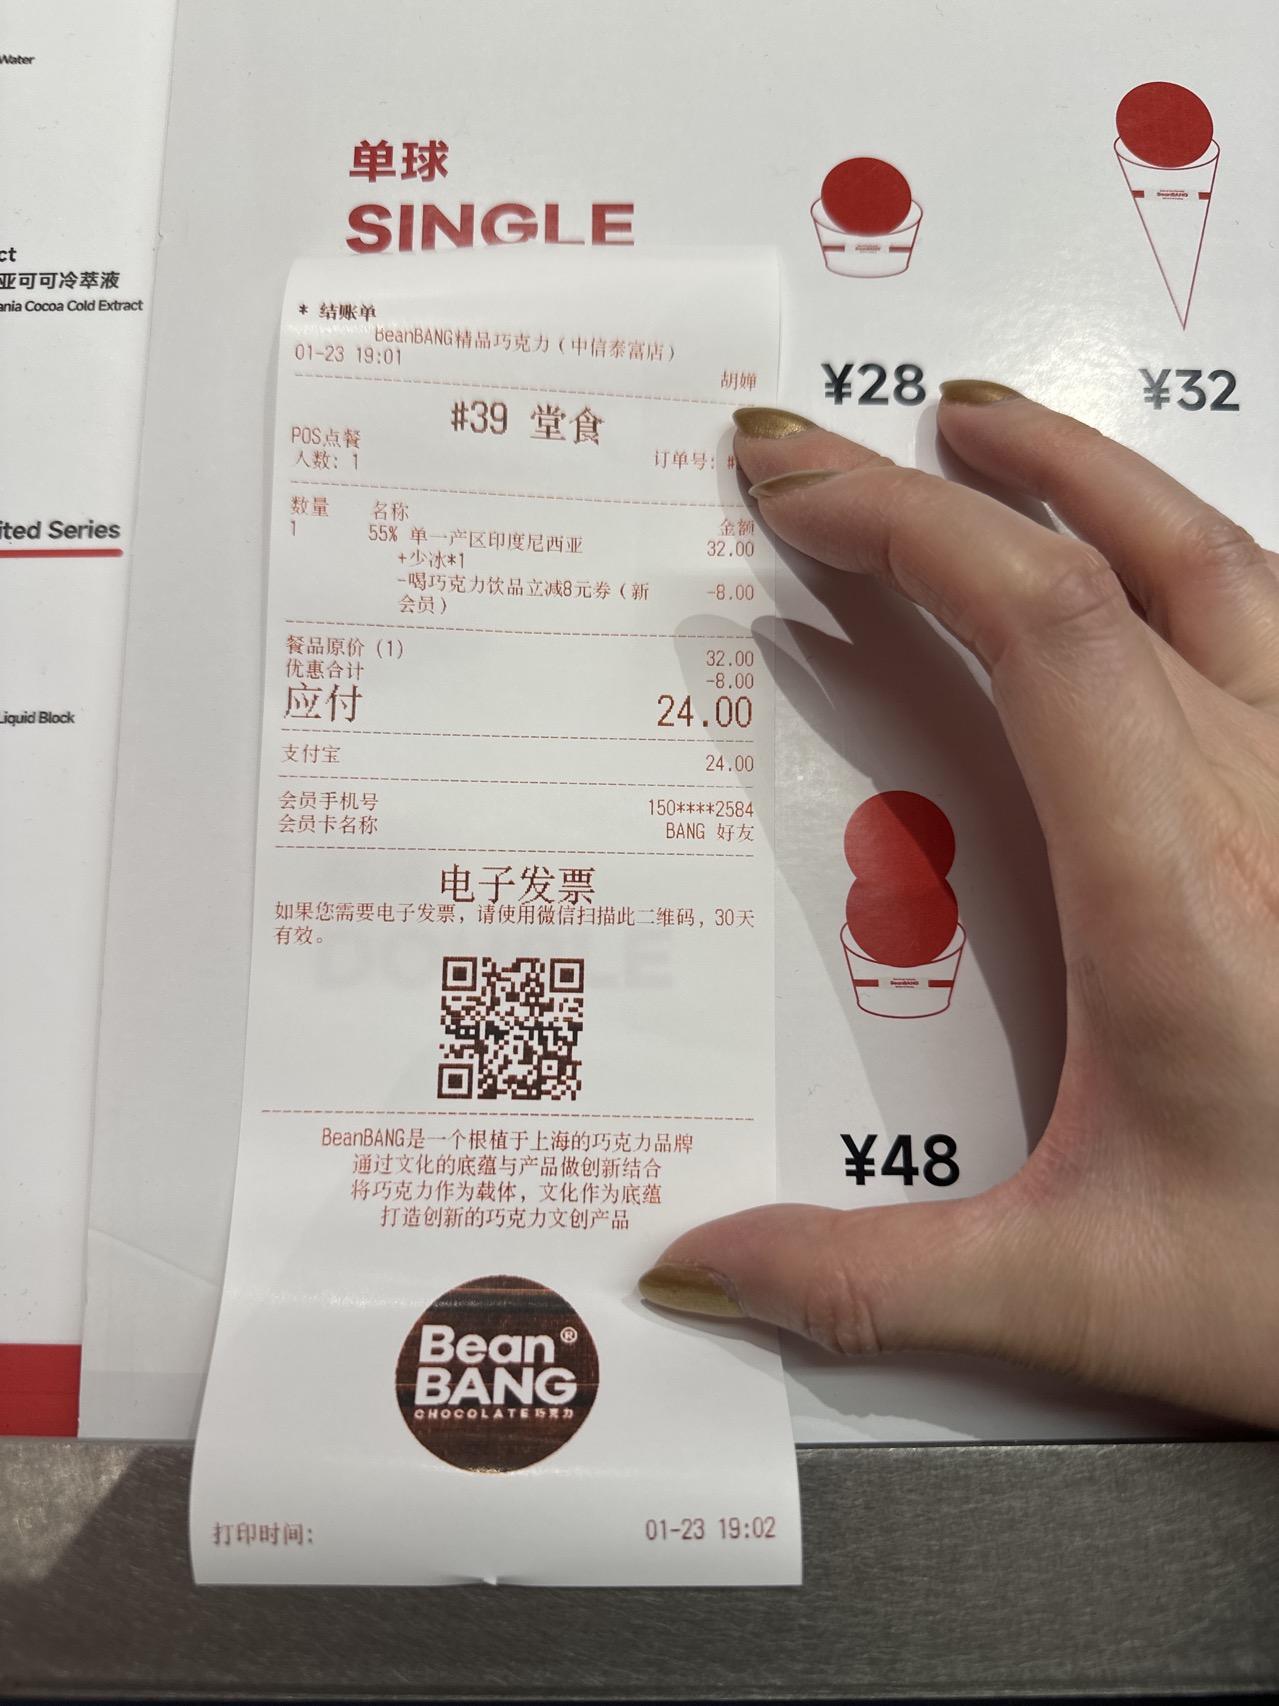 Water
ct
亚可可冷萃液
ania Cocoa Cold Extract
ited Series
Liquid Block
单球
SINGLE
¥28
¥32
¥48
* 结账单
BeanBANG精品巧克力（中信泰富店）
01-23 19:01
胡婵
#39 堂食
POS点餐
人数: 1
订单号: #
数量 名称 金额
1 55% 单一产区印度尼西亚 32.00
+少冰*1
-喝巧克力饮品立减8元券（新会员） -8.00
餐品原价 (1) 32.00
优惠合计 -8.00
应付 24.00
支付宝 24.00
会员手机号 150****2584
会员卡名称 BANG 好友
电子发票
如果您需要电子发票，请使用微信扫描此二维码，30天
有效。
BeanBANG是一个根植于上海的巧克力品牌
通过文化的底蕴与产品做创新结合
将巧克力作为载体，文化作为底蕴
打造创新的巧克力文创产品
Bean®
BANG
CHOCOLATE 巧克力
打印时间: 01-23 19:02